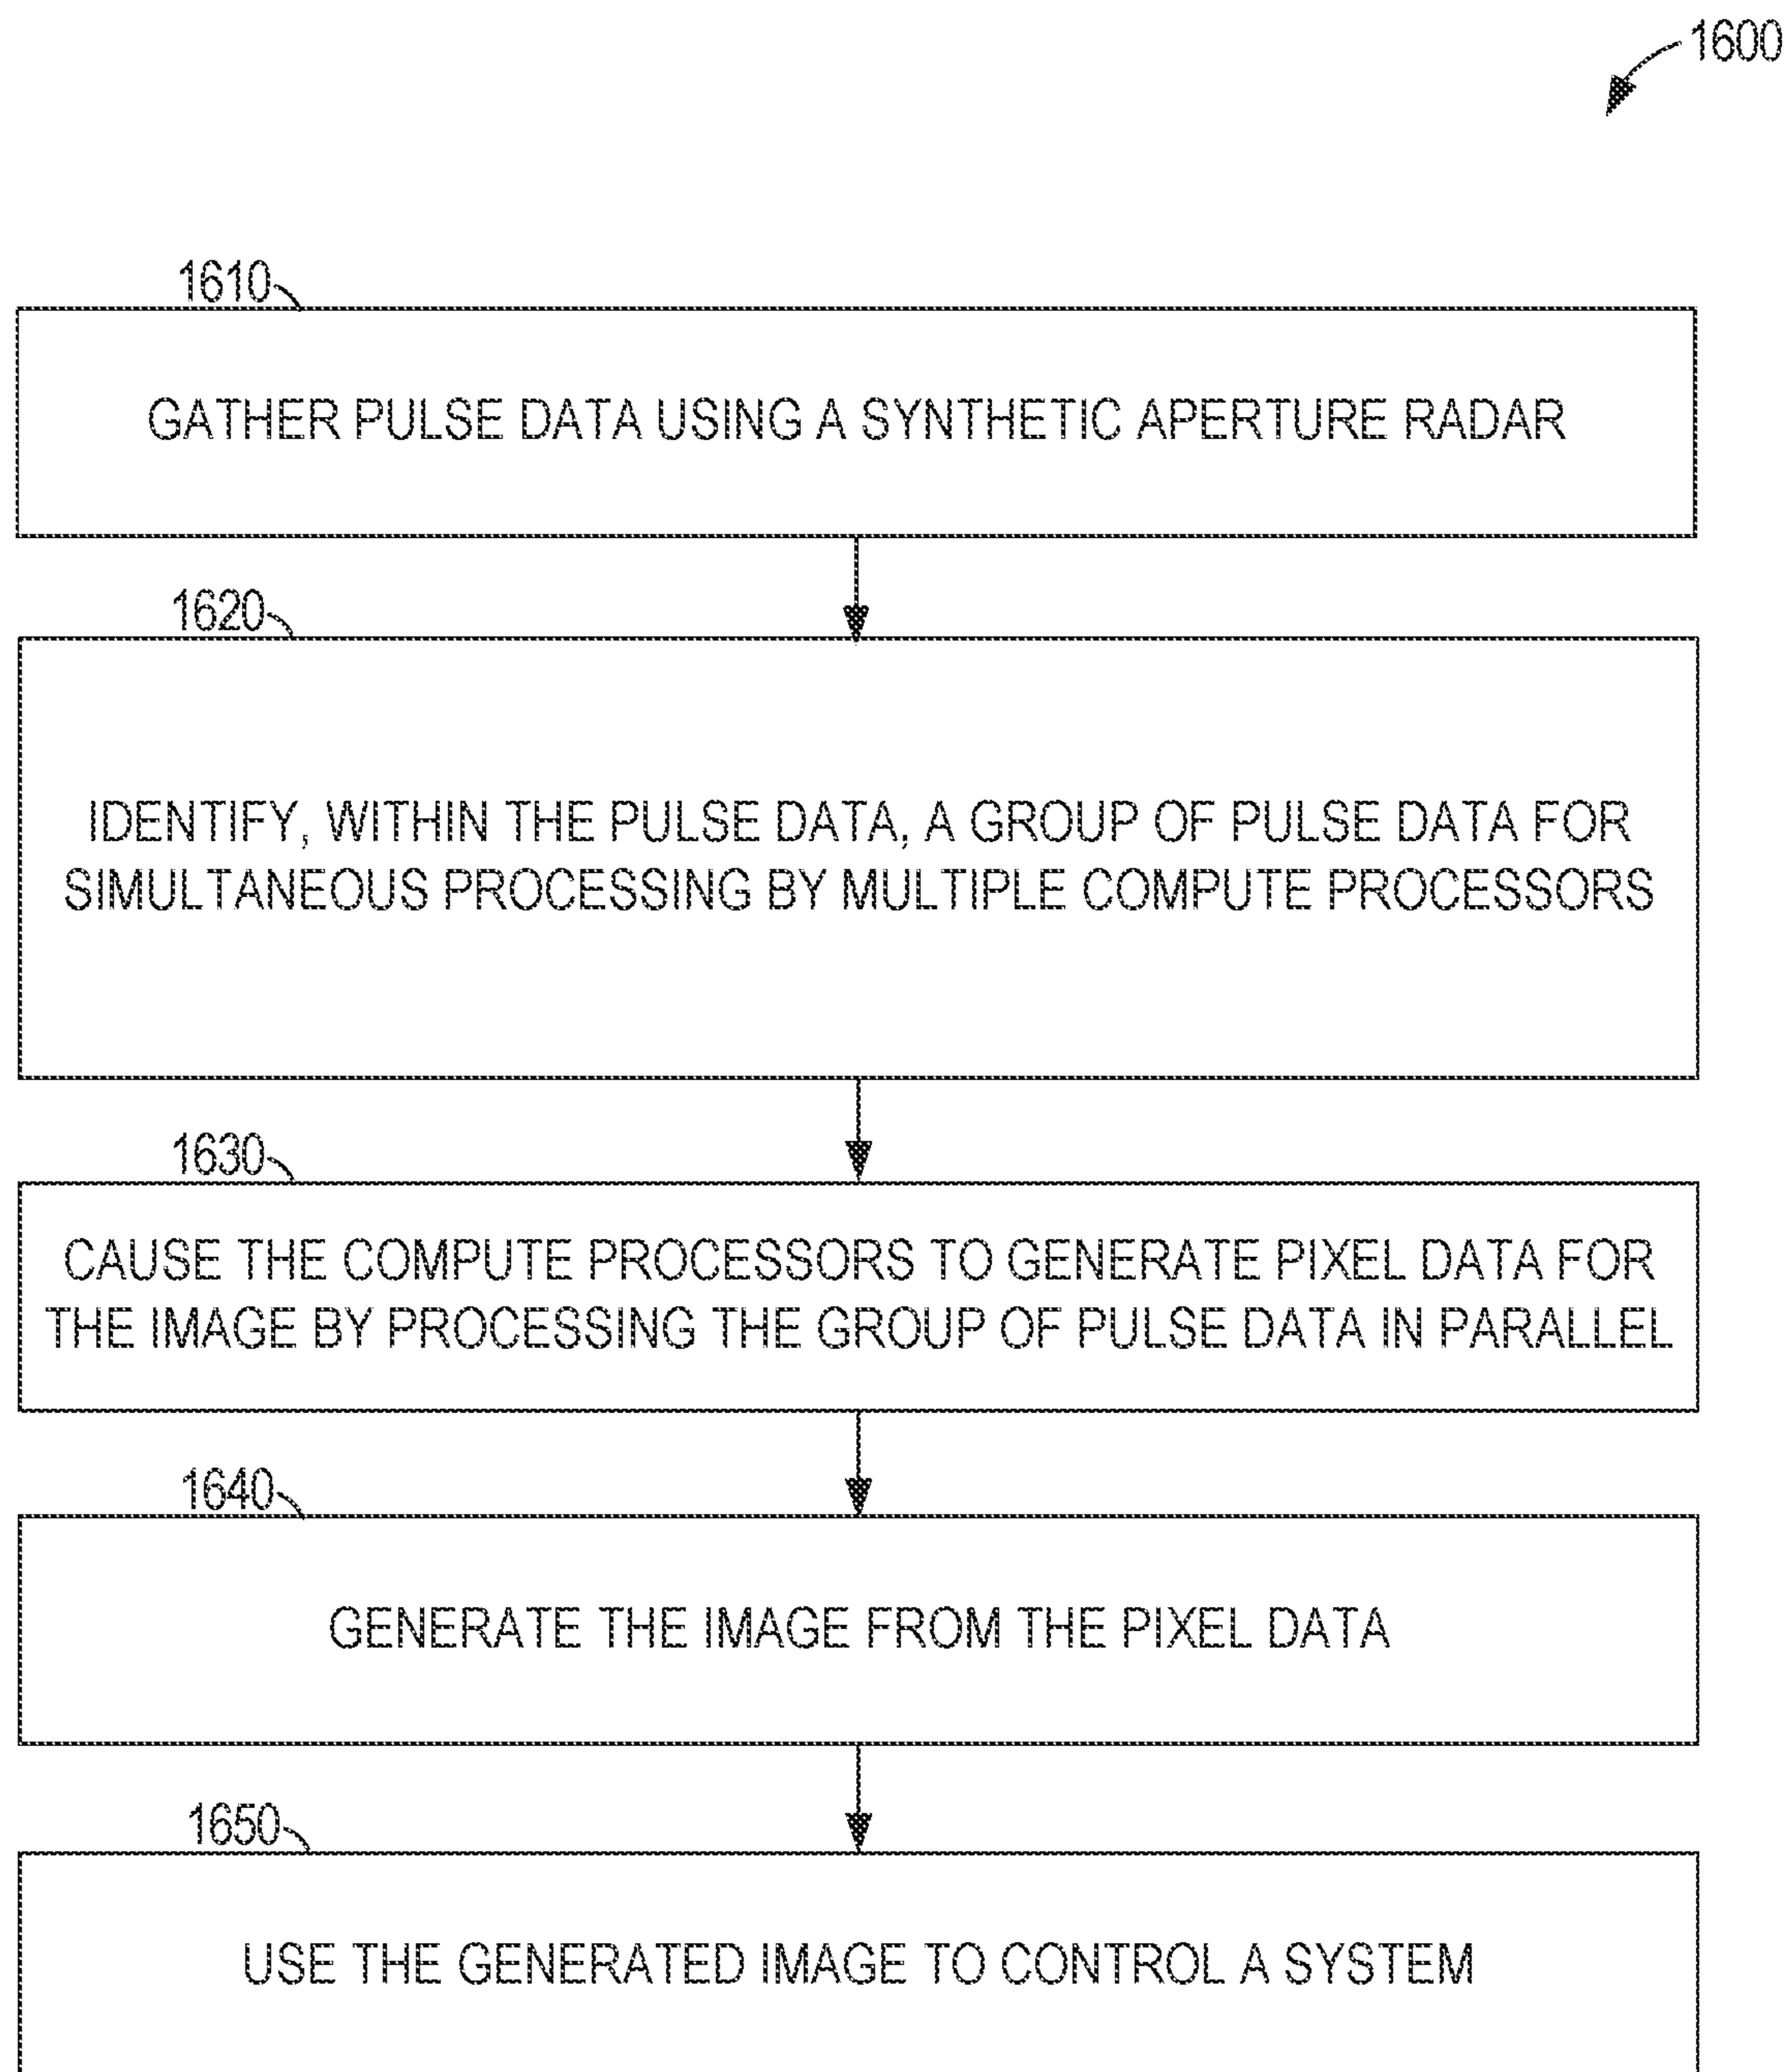 1600
1610
GATHER PULSE DATA USING A SYNTHETIC APERTURE RADAR
1620
IDENTIFY, WITHIN THE PULSE DATA, A GROUP OF PULSE DATA FOR
SIMULTANEOUS PROCESSING BY MULTIPLE COMPUTE PROCESSORS
1630
CAUSE THE COMPUTE PROCESSORS TO GENERATE PIXEL DATA FOR
THE IMAGE BY PROCESSING THE GROUP OF PULSE DATA IN PARALLEL
1640
GENERATE THE IMAGE FROM THE PIXEL DATA
1650
USE THE GENERATED IMAGE TO CONTROL A SYSTEM